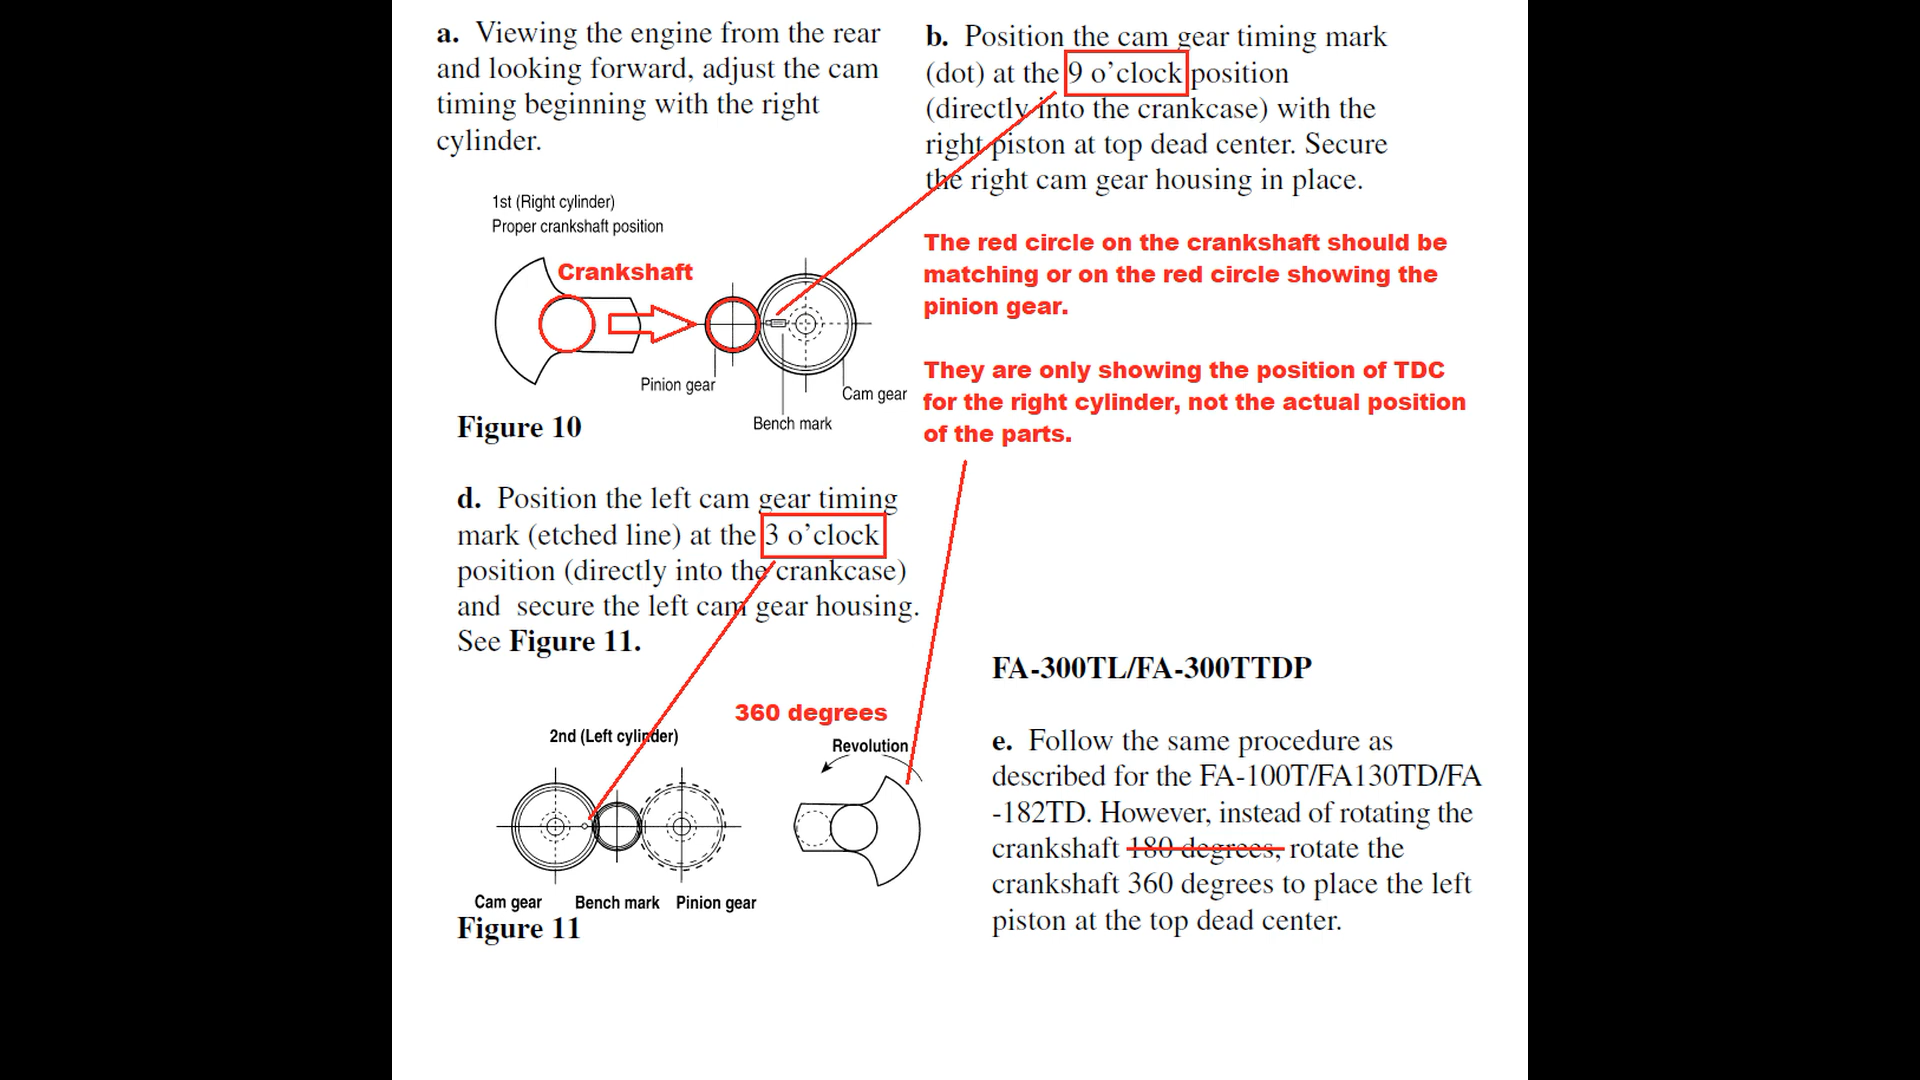 a. Viewing the engine from the rear
and looking forward, adjust the cam
timing beginning with the right
cylinder.
1st (Right cylinder)
Proper crankshaft position
Crankshaft
Pinion gear
Cam gear
Bench mark
Figure 10
b. Position the cam gear timing mark
(dot) at the 9 o’clock position
(directly into the crankcase) with the
right piston at top dead center. Secure
the right cam gear housing in place.
The red circle on the crankshaft should be
matching or on the red circle showing the
pinion gear.
They are only showing the position of TDC
for the right cylinder, not the actual position
of the parts.
d. Position the left cam gear timing
mark (etched line) at the 3 o’clock
position (directly into the crankcase)
and secure the left cam gear housing.
See Figure 11.
360 degrees
2nd (Left cylinder)
Revolution
Cam gear
Bench mark
Pinion gear
Figure 11
FA-300TL/FA-300TTDP
e. Follow the same procedure as
described for the FA-100T/FA130TD/FA
-182TD. However, instead of rotating the
crankshaft 180 degrees, rotate the
crankshaft 360 degrees to place the left
piston at the top dead center.